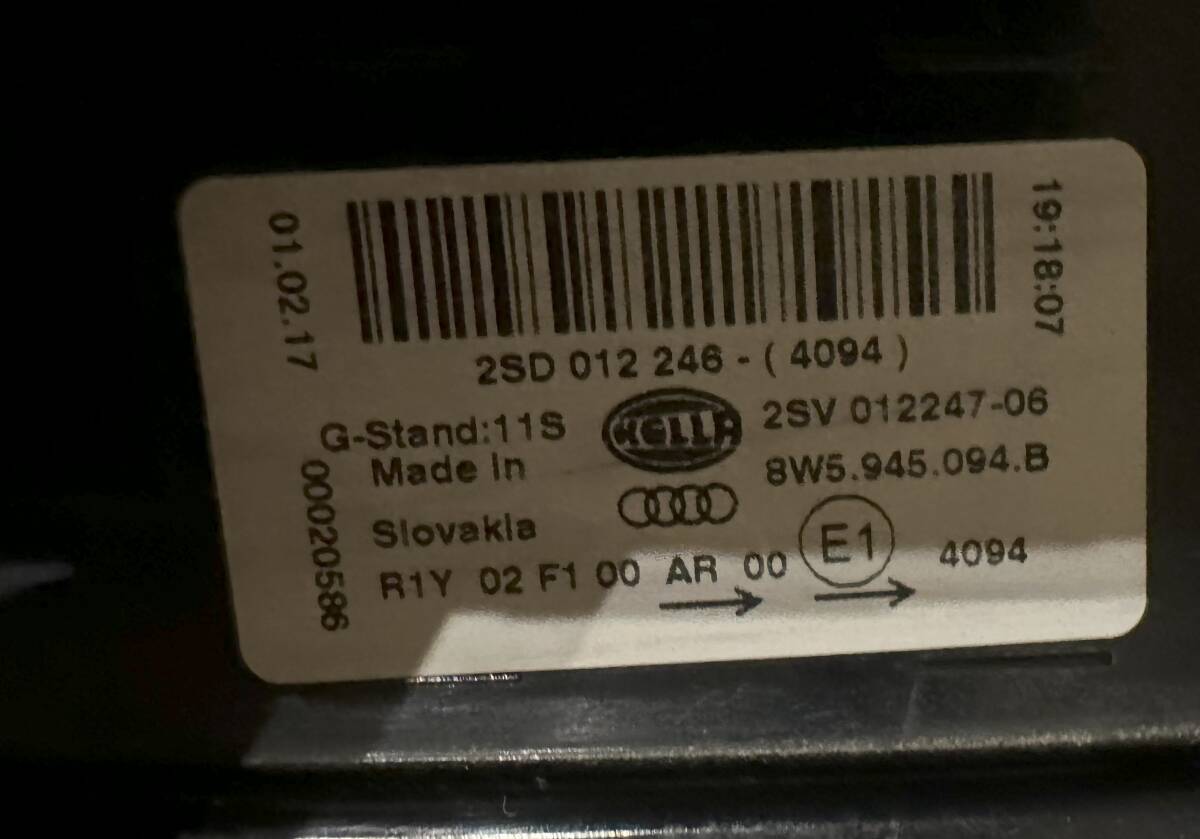 01.02.17
19:18:07
2SD 012 246 - ( 4094 )
G-Stand:11S
HELLA
2SV 012247-06
Made In
8W5.945.094.B
00020586
Slovakia
R1Y 02 F1 00 AR 00 E1 4094